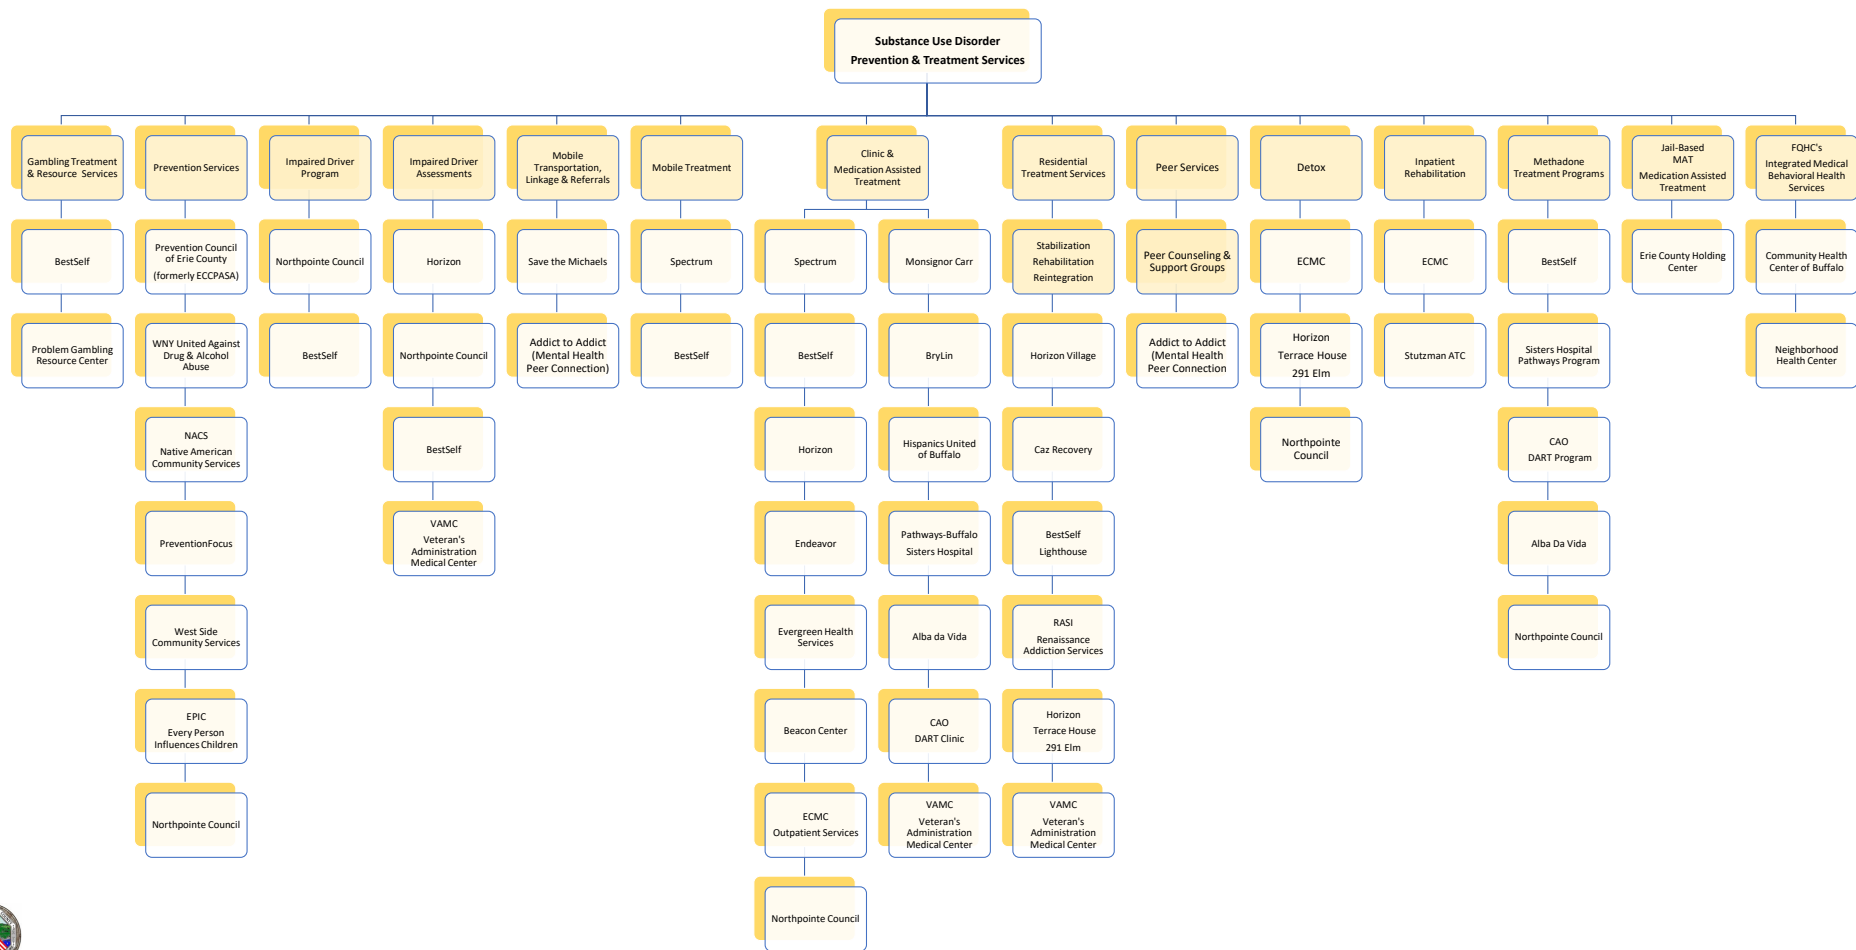 Substance Use Disorder
Prevention & Treatment Services
Gambling Treatment
& Resource Services
BestSelf
Problem Gambling
Resource Center
Prevention Services
Prevention Council
of Erie County
(formerly ECCPASA)
WNY United Against
Drug & Alcohol
Abuse
NACS
Native American
Community Services
PreventionFocus
West Side
Community Services
EPIC
Every Person
Influences Children
Northpointe Council
Impaired Driver
Program
Northpointe Council
BestSelf
Impaired Driver
Assessments
Horizon
Northpointe Council
BestSelf
VAMC
Veteran's
Administration
Medical Center
Mobile
Transportation,
Linkage & Referrals
Save the Michaels
Addict to Addict
(Mental Health
Peer Connection)
Mobile Treatment
Spectrum
BestSelf
Clinic &
Medication Assisted
Treatment
Spectrum
BestSelf
Horizon
Endeavor
Evergreen Health
Services
Beacon Center
ECMC
Outpatient Services
Northpointe Council
Monsignor Carr
BryLin
Hispanics United
of Buffalo
Pathways-Buffalo
Sisters Hospital
Alba da Vida
CAO
DART Clinic
VAMC
Veteran's
Administration
Medical Center
Residential
Treatment Services
Stabilization
Rehabilitation
Reintegration
Horizon Village
Caz Recovery
BestSelf
Lighthouse
RASI
Renaissance
Addiction Services
Horizon
Terrace House
291 Elm
VAMC
Veteran's
Administration
Medical Center
Peer Services
Peer Counseling &
Support Groups
Addict to Addict
(Mental Health
Peer Connection
Detox
ECMC
Horizon
Terrace House
291 Elm
Northpointe
Council
Inpatient
Rehabilitation
ECMC
Stutzman ATC
Methadone
Treatment Programs
BestSelf
Sisters Hospital
Pathways Program
CAO
DART Program
Alba Da Vida
Northpointe Council
Jail-Based
MAT
Medication Assisted
Treatment
Erie County Holding
Center
FQHC's
Integrated Medical
Behavioral Health
Services
Community Health
Center of Buffalo
Neighborhood
Health Center